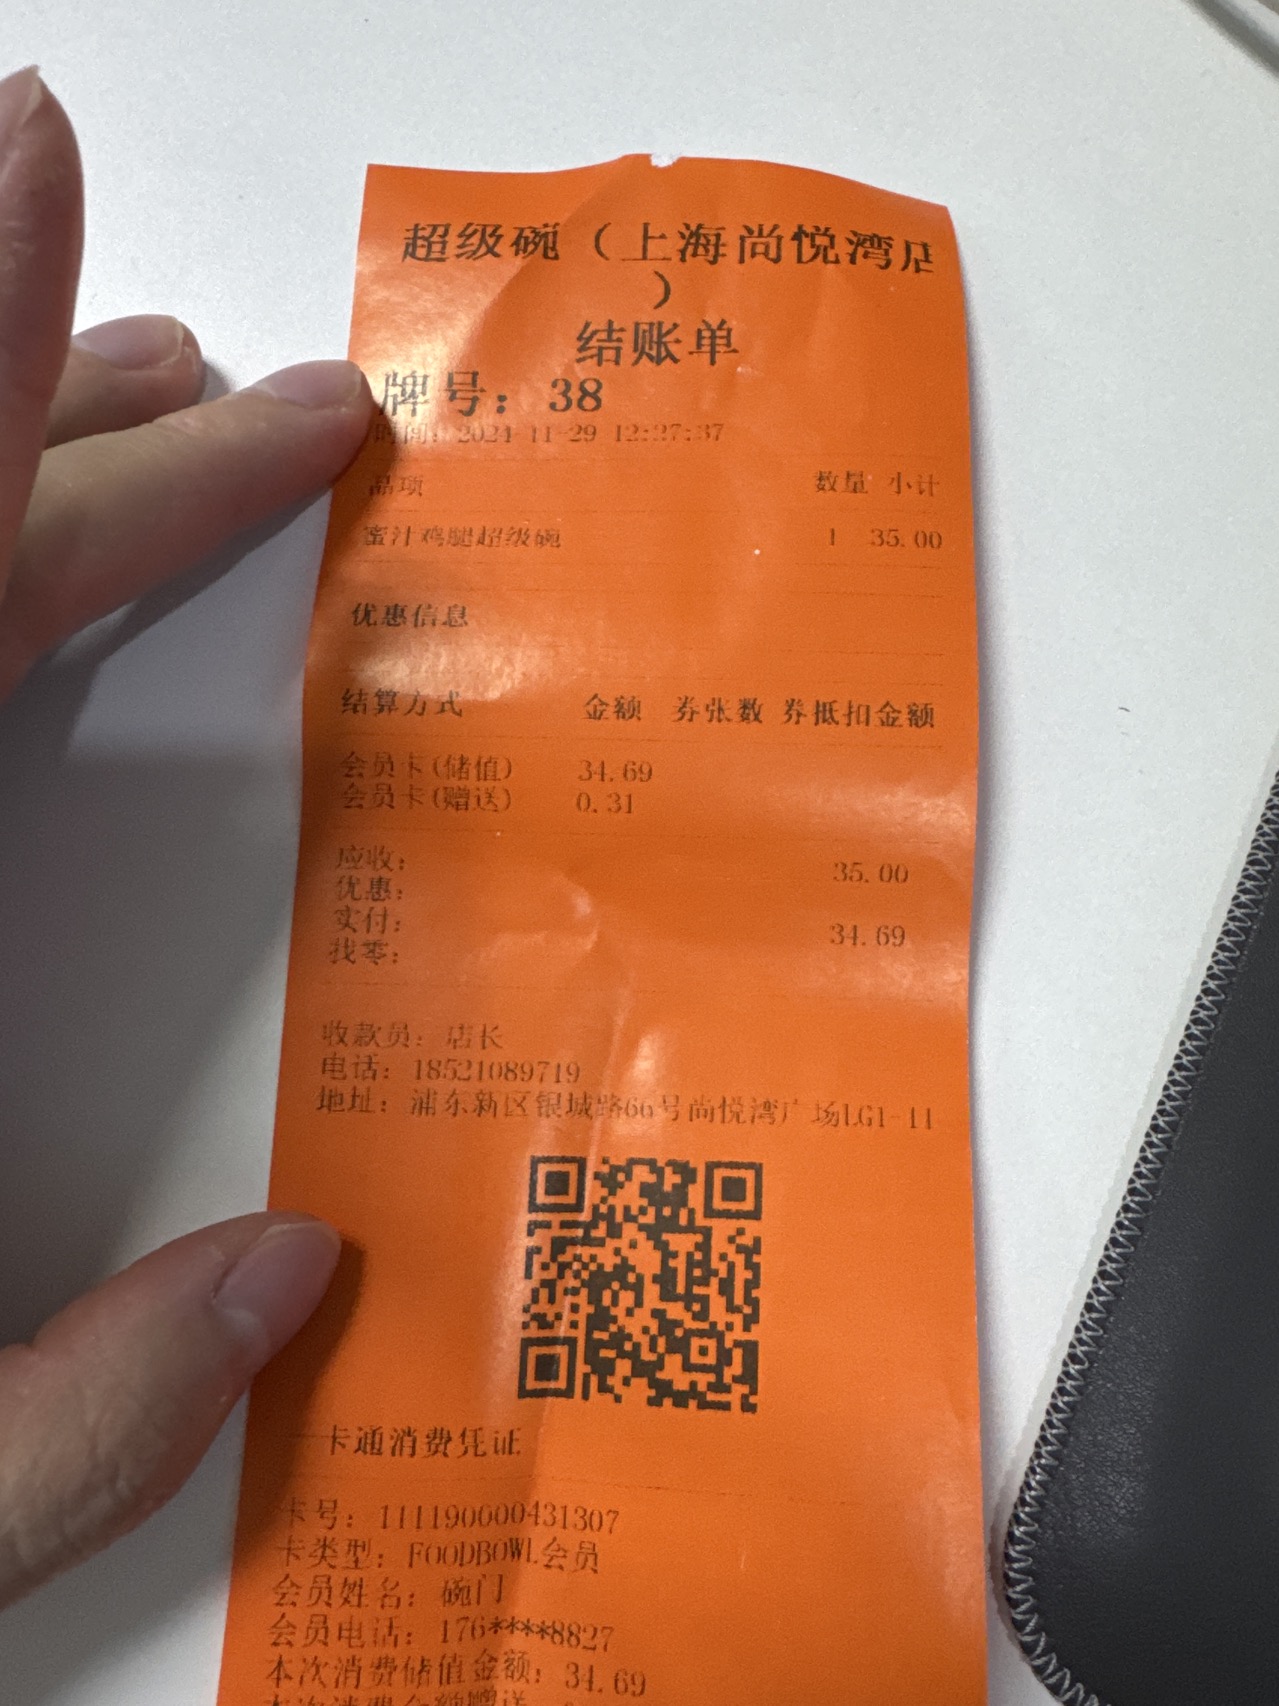 超级碗（上海尚悦湾店
）
结账单
牌号：38
时间：2024-11-29 12:27:37
品项 数量 小计
蜜汁鸡腿超级碗 1 35.00
优惠信息
结算方式 金额 券张数 券抵扣金额
会员卡(储值) 34.69
会员卡(赠送) 0.31
应收： 35.00
优惠：
实付： 34.69
找零：
收款员：店长
电话：18521089719
地址：浦东新区银城路66号尚悦湾广场LG1-11
一卡通消费凭证
卡号：111190000431307
卡类型：FOODBOWL会员
会员姓名：碗门
会员电话：176****8827
本次消费储值金额：34.69